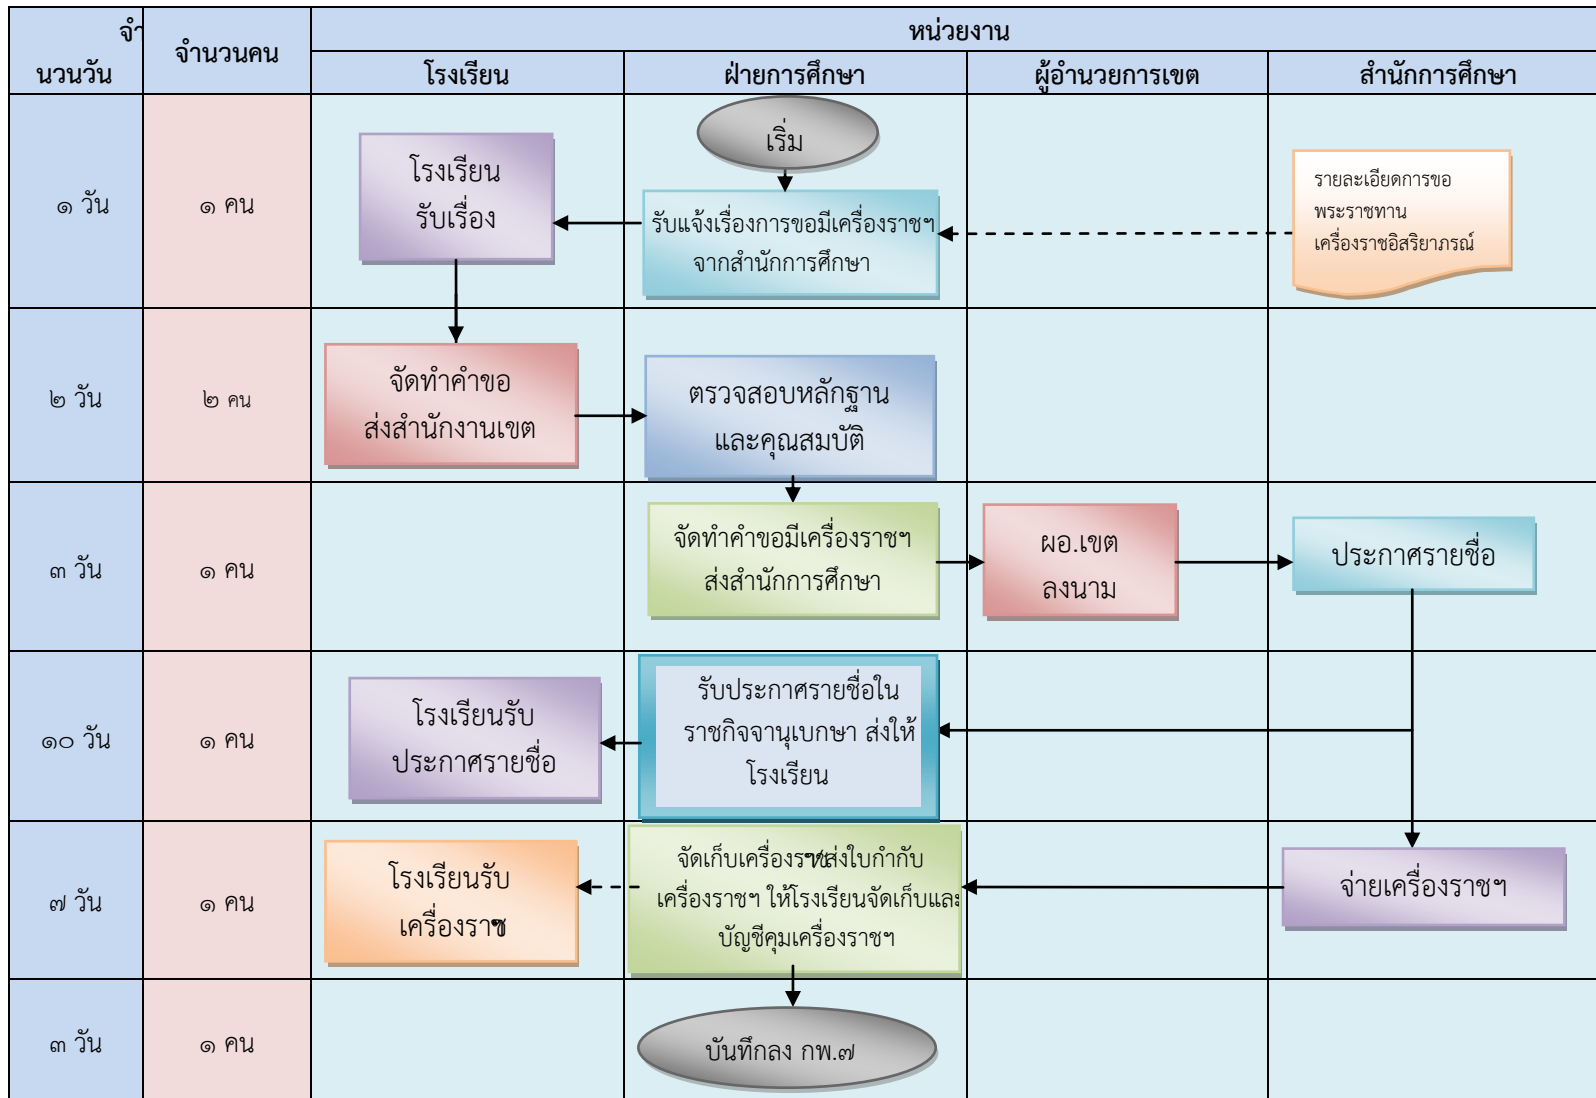 จำ
นวนวัน
จำนวนคน
หน่วยงาน
โรงเรียน
ฝ่ายการศึกษา
ผู้อำนวยการเขต
สำนักการศึกษา
๑ วัน
๑ คน
โรงเรียน
รับเรื่อง
เริ่ม
รับแจ้งเรื่องการขอมีเครื่องราชฯ
จากสำนักการศึกษา
รายละเอียดการขอ
พระราชทาน
เครื่องราชอิสริยาภรณ์
๒ วัน
๒ คน
จัดทำคำขอ
ส่งสำนักงานเขต
ตรวจสอบหลักฐาน
และคุณสมบัติ
๓ วัน
๑ คน
จัดทำคำขอมีเครื่องราชฯ
ส่งสำนักการศึกษา
ผอ.เขต
ลงนาม
ประกาศรายชื่อ
๑๐ วัน
๑ คน
โรงเรียนรับ
ประกาศรายชื่อ
รับประกาศรายชื่อใน
ราชกิจจานุเบกษา ส่งให้
โรงเรียน
๗ วัน
๑ คน
โรงเรียนรับ
เครื่องราชฯ
จัดเก็บเครื่องราชฯส่งใบกำกับ
เครื่องราชฯ ให้โรงเรียนจัดเก็บและ
บัญชีคุมเครื่องราชฯ
จ่ายเครื่องราชฯ
๓ วัน
๑ คน
บันทึกลง กพ.๗